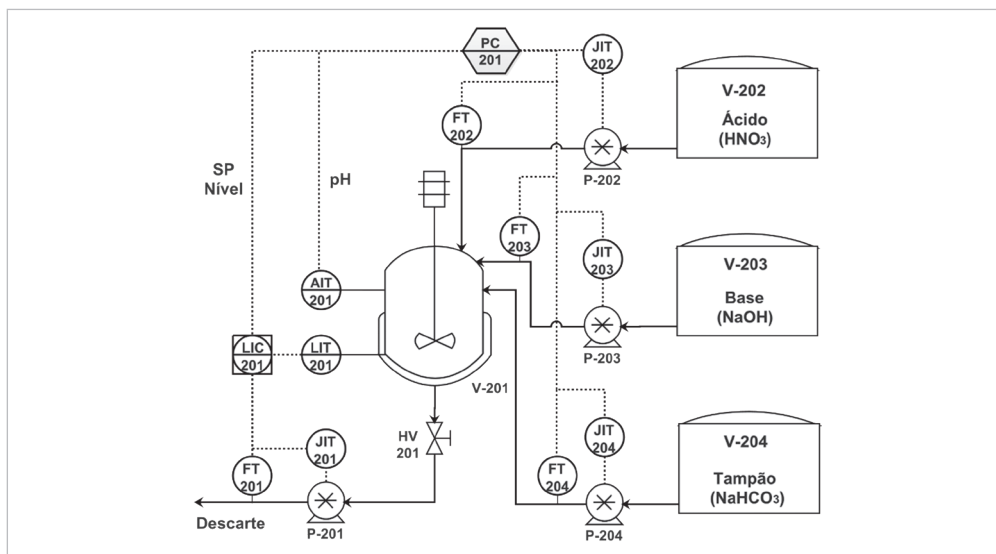 PC
201
JIT
202
V-202
Ácido
(HNO₃)
FT
202
P-202
SP
Nível
pH
FT
203
JIT
203
V-203
Base
(NaOH)
AIT
201
P-203
LIC
201
LIT
201
V-201
HV
201
JIT
201
FT
201
Descarte
P-201
JIT
204
FT
204
V-204
Tampão
(NaHCO₃)
P-204